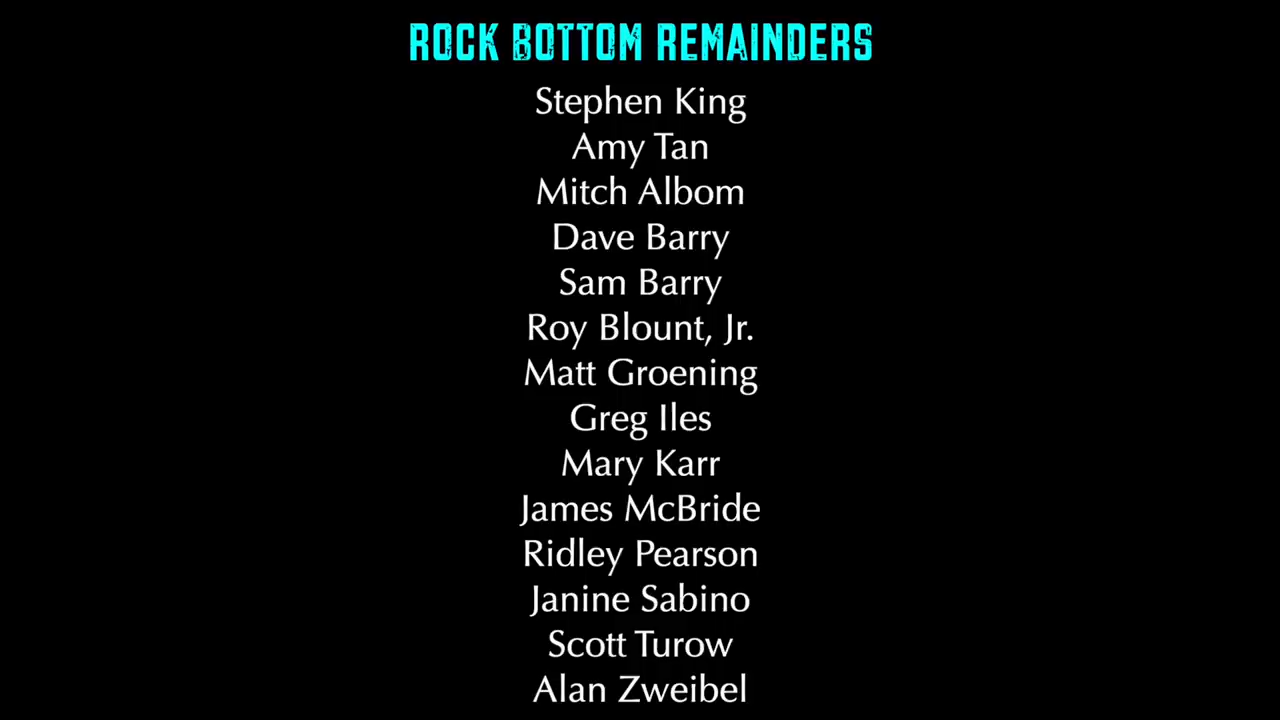 ROCK BOTTOM REMAINDERS
Stephen King
Amy Tan
Mitch Albom
Dave Barry
Sam Barry
Roy Blount, Jr.
Matt Groening
Greg Iles
Mary Karr
James McBride
Ridley Pearson
Janine Sabino
Scott Turow
Alan Zweibel